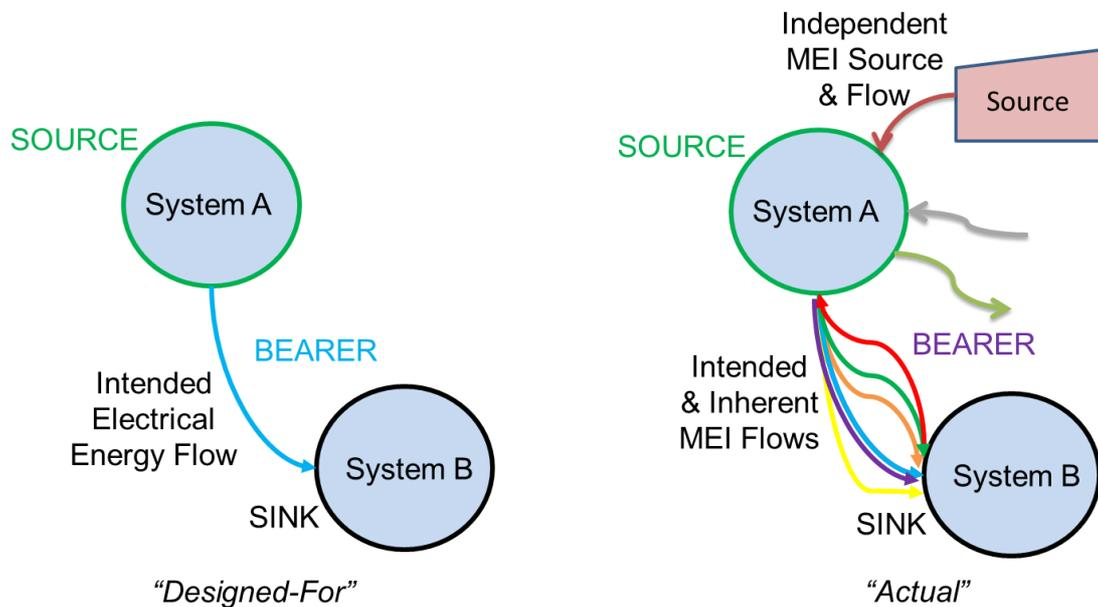 SOURCE
System A
BEARER
Intended
Electrical
Energy Flow
System B
SINK
“Designed-For”
Independent
MEI Source
& Flow
Source
SOURCE
System A
BEARER
Intended
& Inherent
MEI Flows
System B
SINK
“Actual”